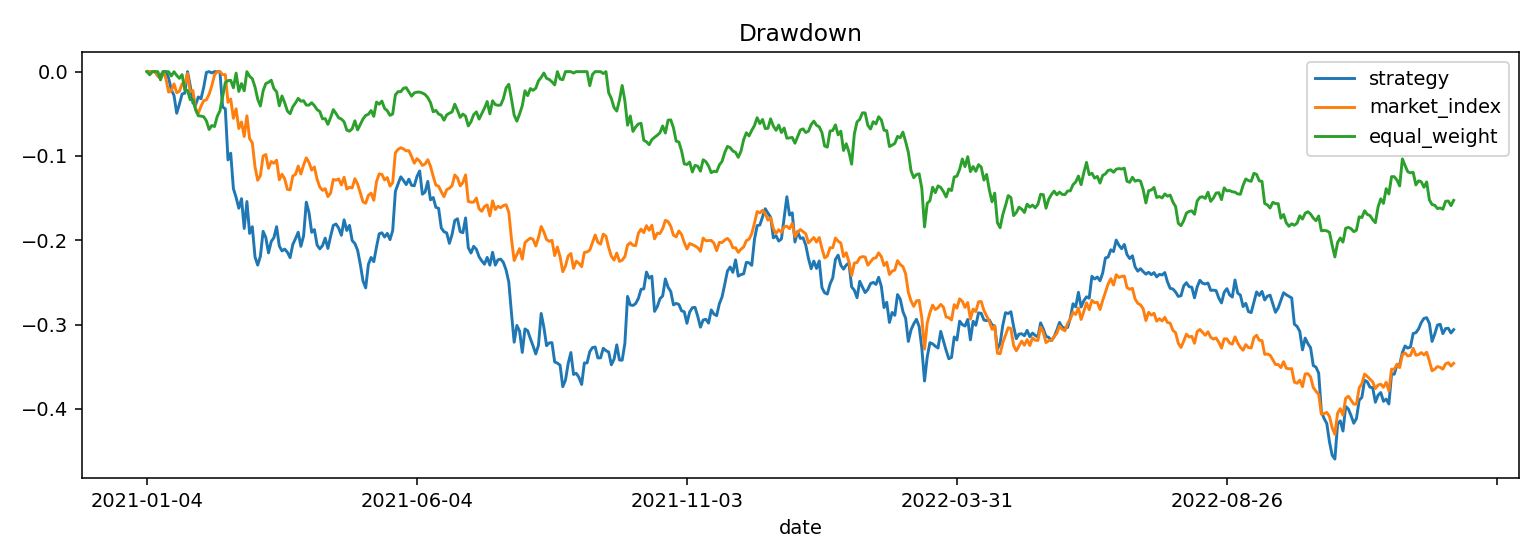 Drawdown
strategy
market_index
equal_weight
0.0
−0.1
−0.2
−0.3
−0.4
2021-01-04
2021-06-04
2021-11-03
2022-03-31
2022-08-26
date